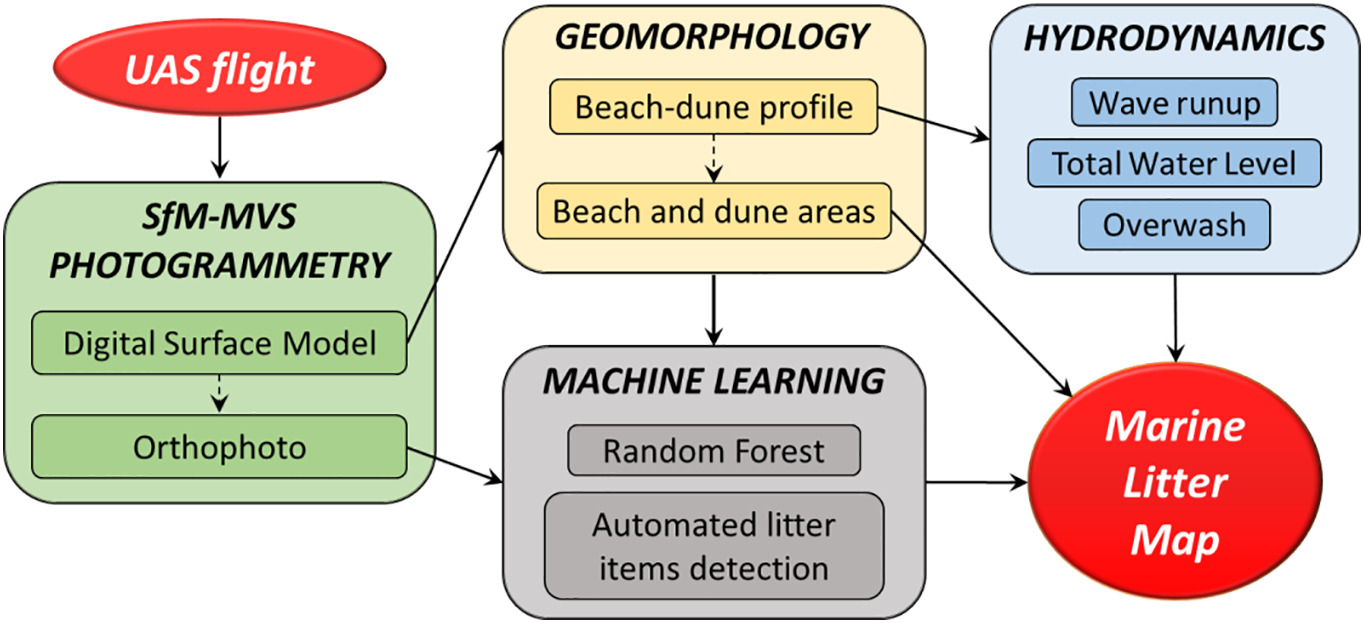 UAS flight
SfM-MVS
PHOTOGRAMMETRY
Digital Surface Model
Orthophoto
GEOMORPHOLOGY
Beach-dune profile
Beach and dune areas
MACHINE LEARNING
Random Forest
Automated litter
items detection
HYDRODYNAMICS
Wave runup
Total Water Level
Overwash
Marine
Litter
Map